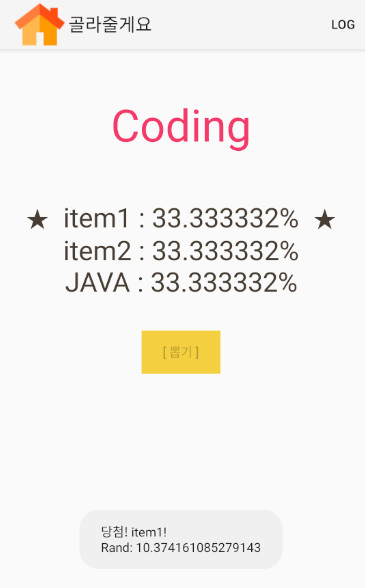 골라줄게요
LOG
Coding
★ item1 : 33.333332% ★
item2 : 33.333332%
JAVA : 33.333332%
[ 뽑기 ]
당첨! item1!
Rand: 10.374161085279143